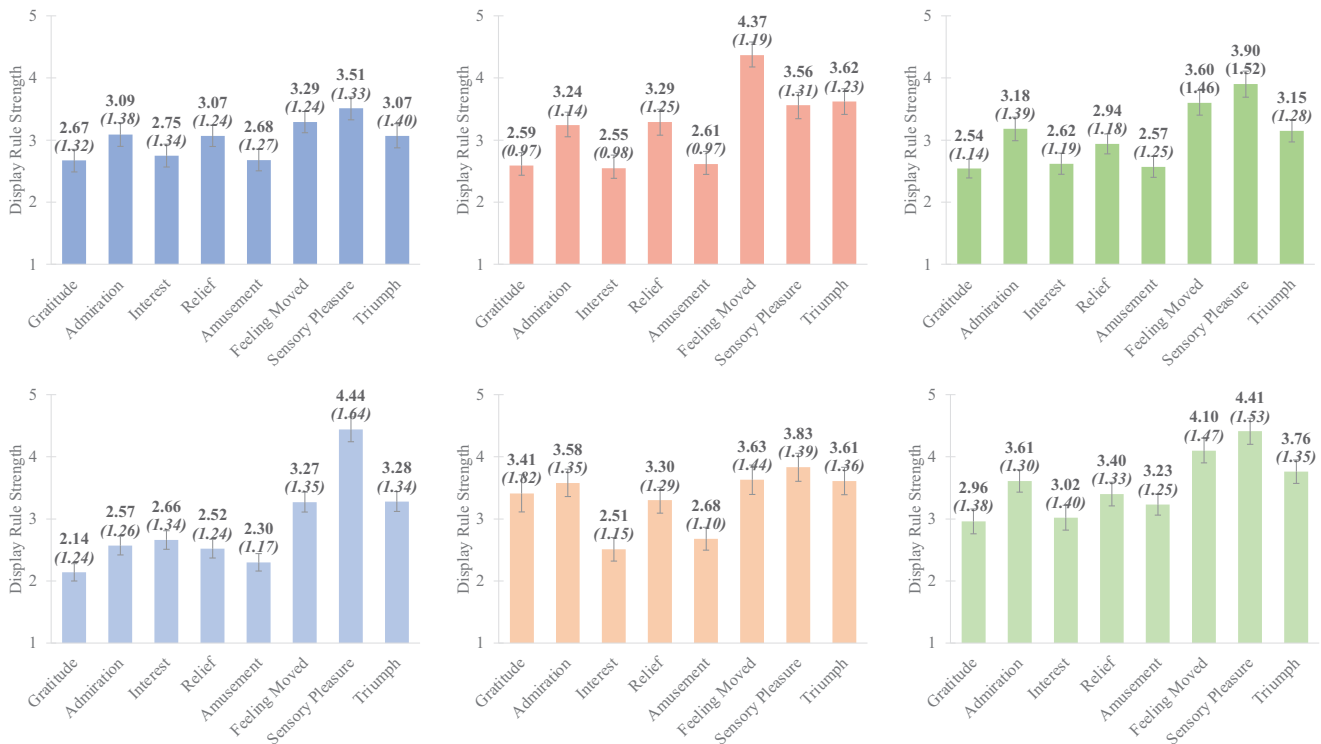 Display Rule Strength
5
4
3
2
1
2.67
(1.32)
3.09
(1.38)
2.75
(1.34)
3.07
(1.24)
2.68
(1.27)
3.29
(1.24)
3.51
(1.33)
3.07
(1.40)
Gratitude
Admiration
Interest
Relief
Amusement
Feeling Moved
Sensory Pleasure
Triumph
Display Rule Strength
5
4
3
2
1
2.59
(0.97)
3.24
(1.14)
2.55
(0.98)
3.29
(1.25)
2.61
(0.97)
4.37
(1.19)
3.56
(1.31)
3.62
(1.23)
Gratitude
Admiration
Interest
Relief
Amusement
Feeling Moved
Sensory Pleasure
Triumph
Display Rule Strength
5
4
3
2
1
2.54
(1.14)
3.18
(1.39)
2.62
(1.19)
2.94
(1.18)
2.57
(1.25)
3.60
(1.46)
3.90
(1.52)
3.15
(1.28)
Gratitude
Admiration
Interest
Relief
Amusement
Feeling Moved
Sensory Pleasure
Triumph
Display Rule Strength
5
4
3
2
1
2.14
(1.24)
2.57
(1.26)
2.66
(1.34)
2.52
(1.24)
2.30
(1.17)
3.27
(1.35)
4.44
(1.64)
3.28
(1.34)
Gratitude
Admiration
Interest
Relief
Amusement
Feeling Moved
Sensory Pleasure
Triumph
Display Rule Strength
5
4
3
2
1
3.41
(1.82)
3.58
(1.35)
2.51
(1.15)
3.30
(1.29)
2.68
(1.10)
3.63
(1.44)
3.83
(1.39)
3.61
(1.36)
Gratitude
Admiration
Interest
Relief
Amusement
Feeling Moved
Sensory Pleasure
Triumph
Display Rule Strength
5
4
3
2
1
2.96
(1.38)
3.61
(1.30)
3.02
(1.40)
3.40
(1.33)
3.23
(1.25)
4.10
(1.47)
4.41
(1.53)
3.76
(1.35)
Gratitude
Admiration
Interest
Relief
Amusement
Feeling Moved
Sensory Pleasure
Triumph